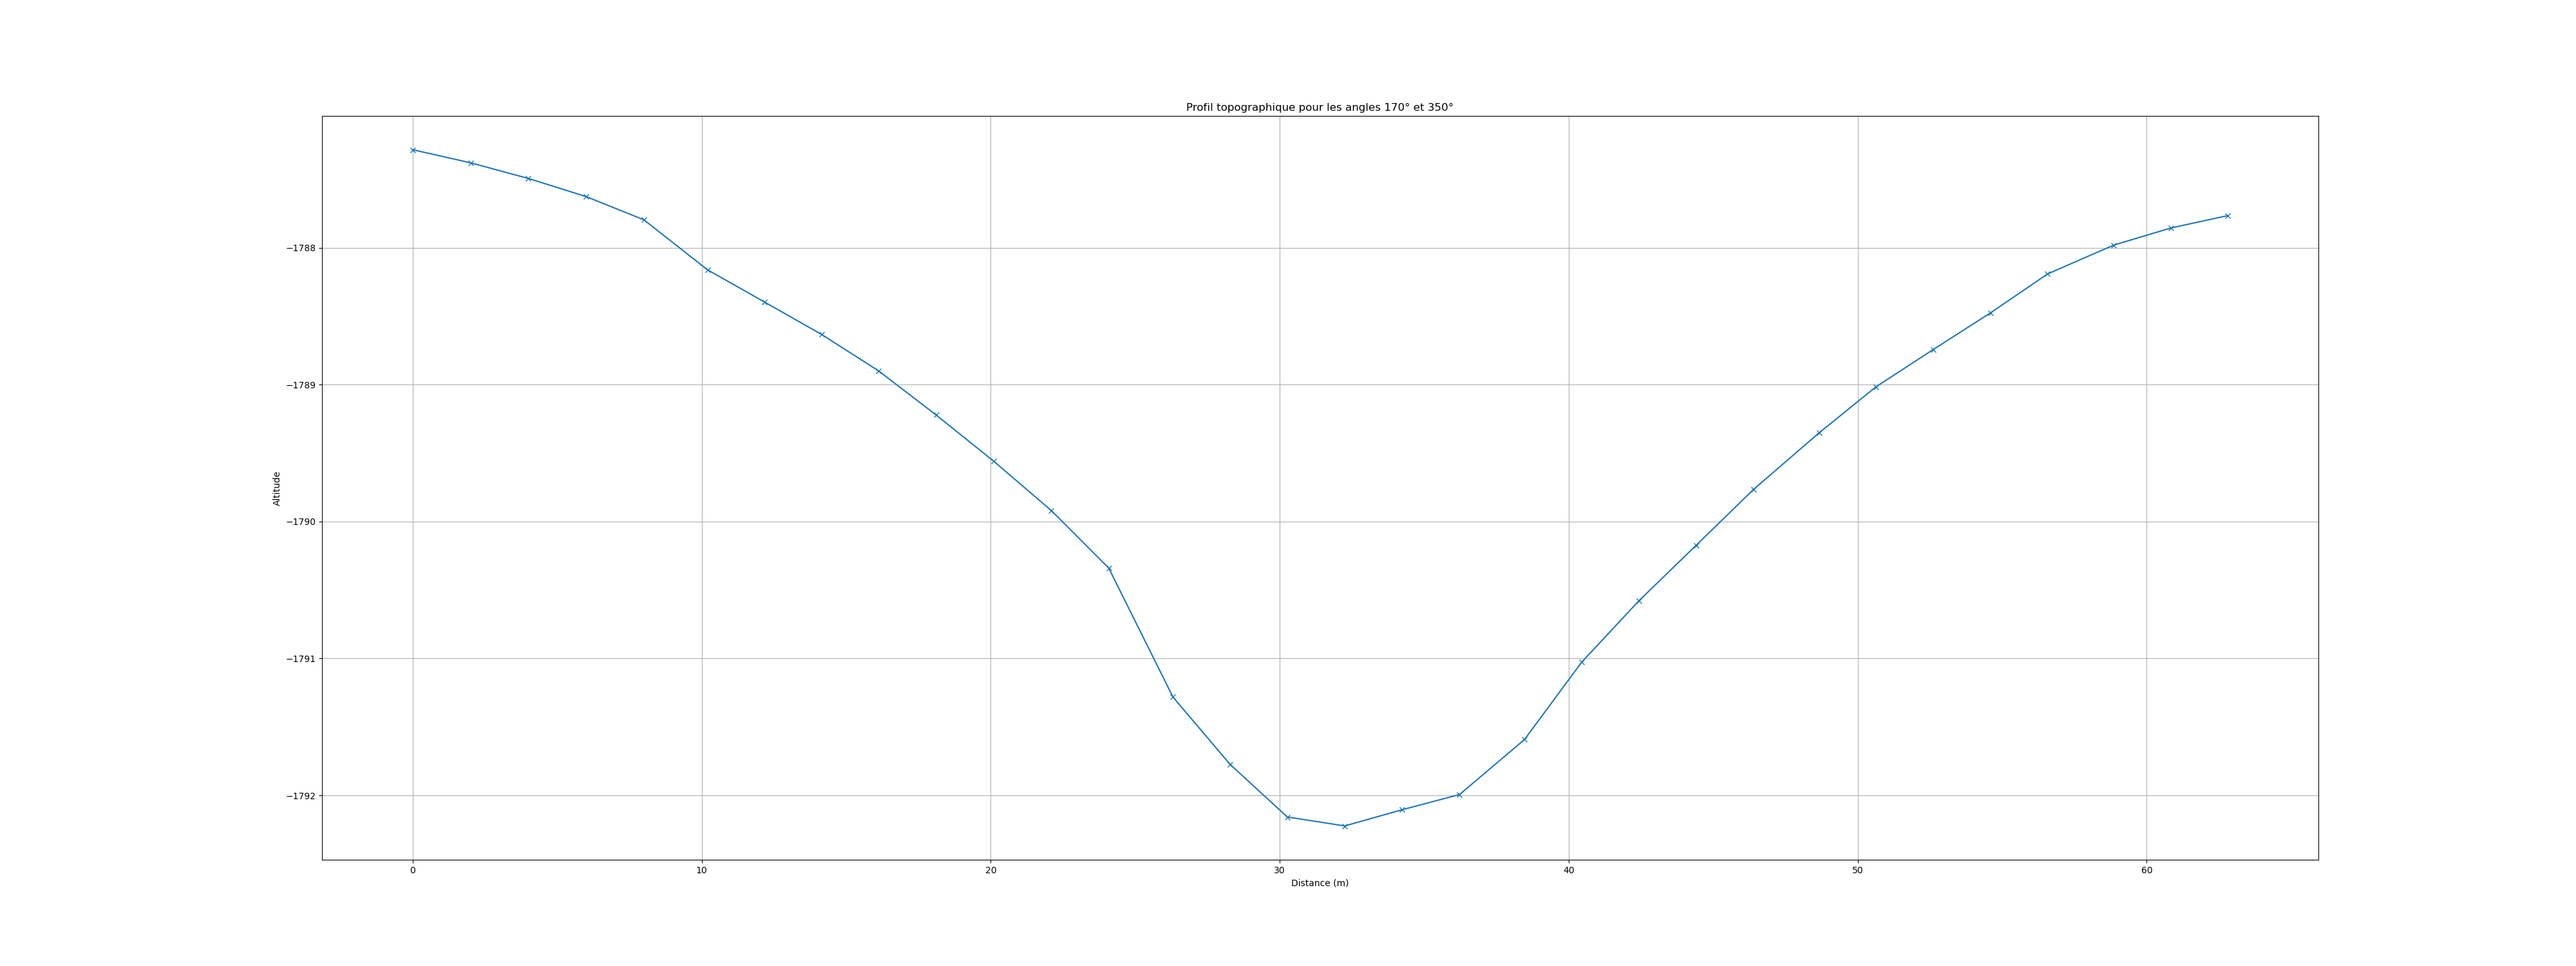 Profil topographique pour les angles 170° et 350°
Altitude
−1788
−1789
−1790
−1791
−1792
0 10 20 30 40 50 60
Distance (m)